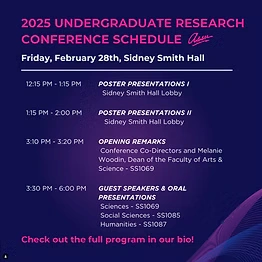 2025 UNDERGRADUATE RESEARCH
CONFERENCE SCHEDULE
Friday, February 28th, Sidney Smith Hall
12:15 PM - 1:15 PM POSTER PRESENTATIONS I
Sidney Smith Hall Lobby
1:15 PM - 2:00 PM POSTER PRESENTATIONS II
Sidney Smith Hall Lobby
3:10 PM - 3:20 PM OPENING REMARKS
Conference Co-Directors and Melanie
Woodin, Dean of the Faculty of Arts &
Science - SS1069
3:30 PM - 6:00 PM GUEST SPEAKERS & ORAL
PRESENTATIONS
Sciences - SS1069
Social Sciences - SS1085
Humanities - SS1087
Check out the full program in our bio!